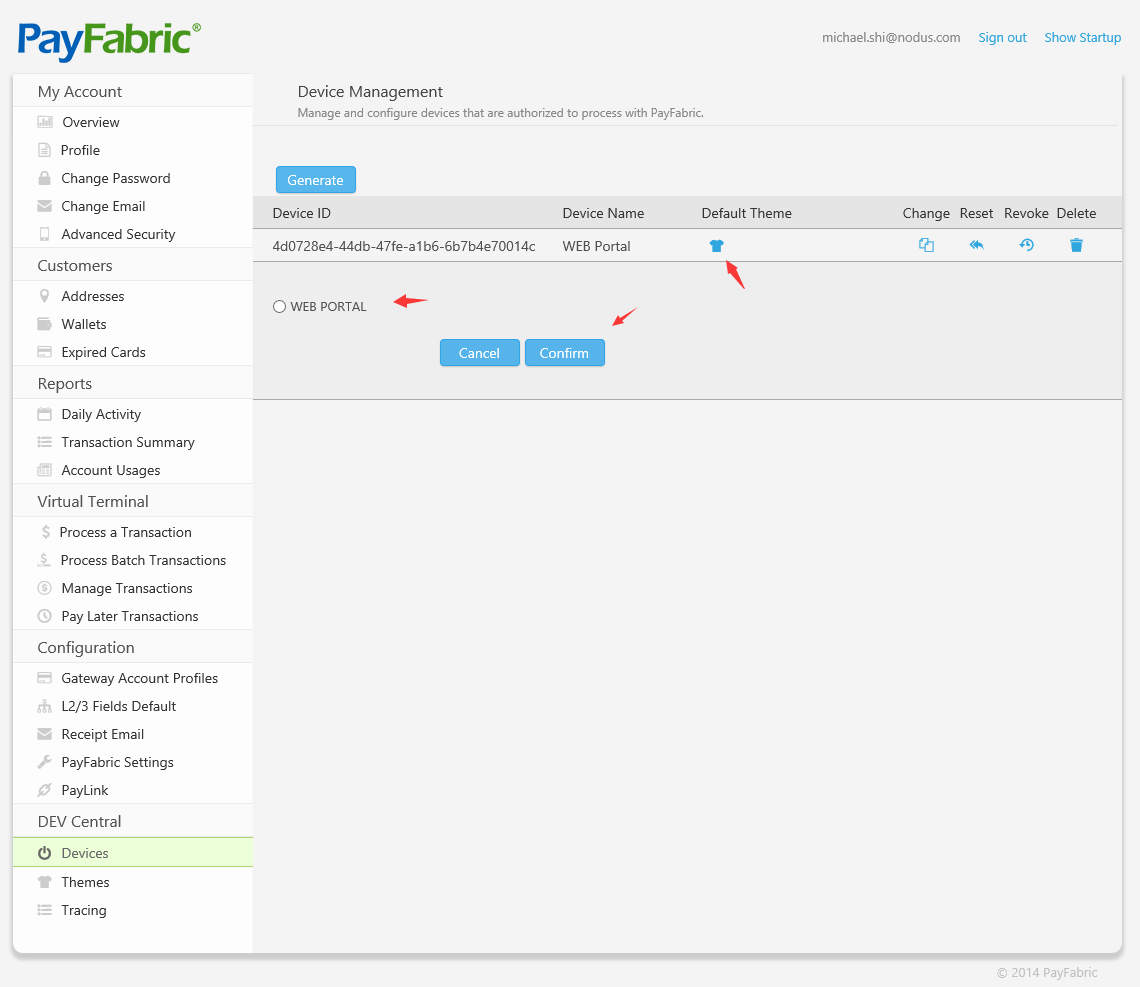 PayFabric®
michael.shi@nodus.com Sign out Show Startup
My Account
Overview
Profile
Change Password
Change Email
Advanced Security
Customers
Addresses
Wallets
Expired Cards
Reports
Daily Activity
Transaction Summary
Account Usages
Virtual Terminal
Process a Transaction
Process Batch Transactions
Manage Transactions
Pay Later Transactions
Configuration
Gateway Account Profiles
L2/3 Fields Default
Receipt Email
PayFabric Settings
PayLink
DEV Central
Devices
Themes
Tracing
Device Management
Manage and configure devices that are authorized to process with PayFabric.
Generate
Device ID Device Name Default Theme Change Reset Revoke Delete
4d0728e4-44db-47fe-a1b6-6b7b4e70014c WEB Portal
WEB PORTAL
Cancel Confirm
© 2014 PayFabric